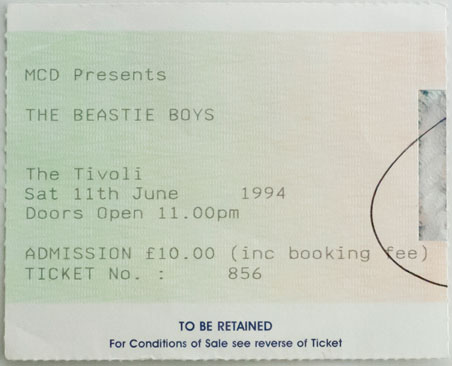 MCD Presents
THE BEASTIE BOYS
The Tivoli
Sat 11th June 1994
Doors Open 11.00pm
ADMISSION £10.00 (inc booking fee)
TICKET No. : 856
TO BE RETAINED
For Conditions of Sale see reverse of Ticket